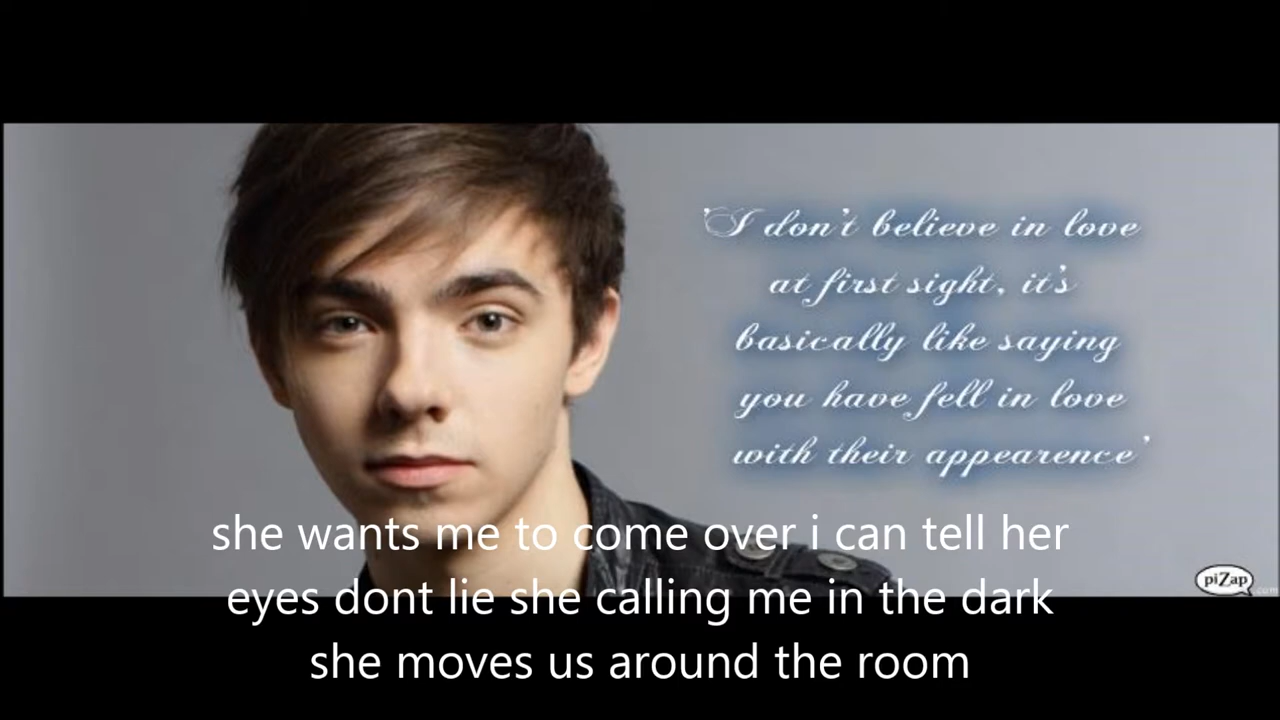 'I don't believe in love
at first sight, it's
basically like saying
you have fell in love
with their appearence'
she wants me to come over i can tell her
eyes dont lie she calling me in the dark
she moves us around the room
piZap
.com